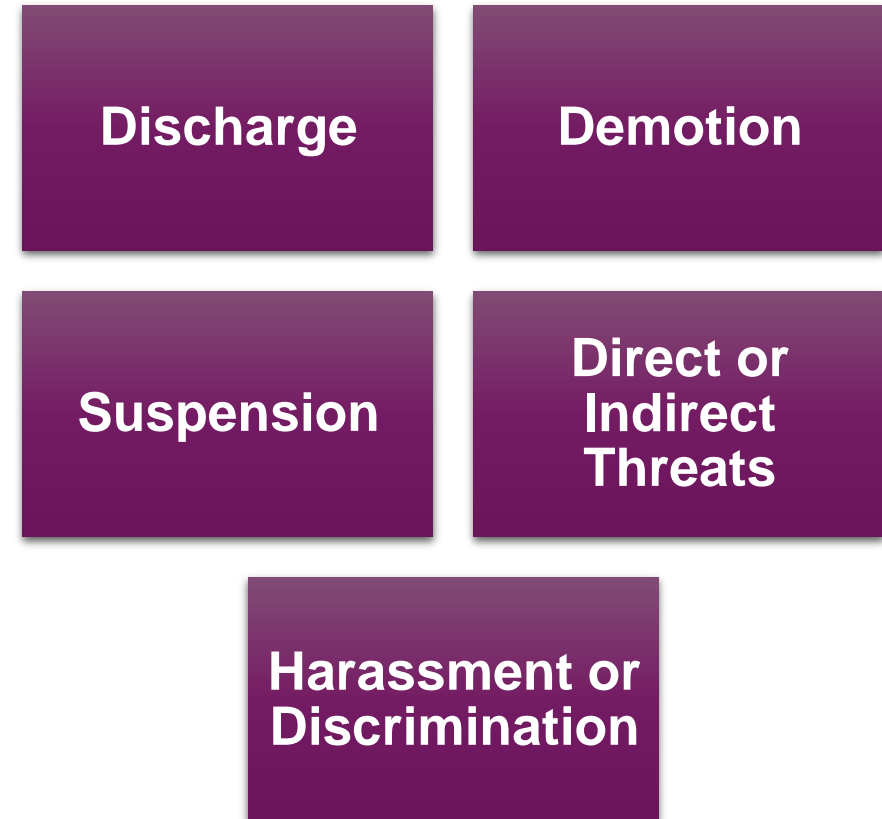 Discharge
Demotion
Suspension
Direct or
Indirect
Threats
Harassment or
Discrimination